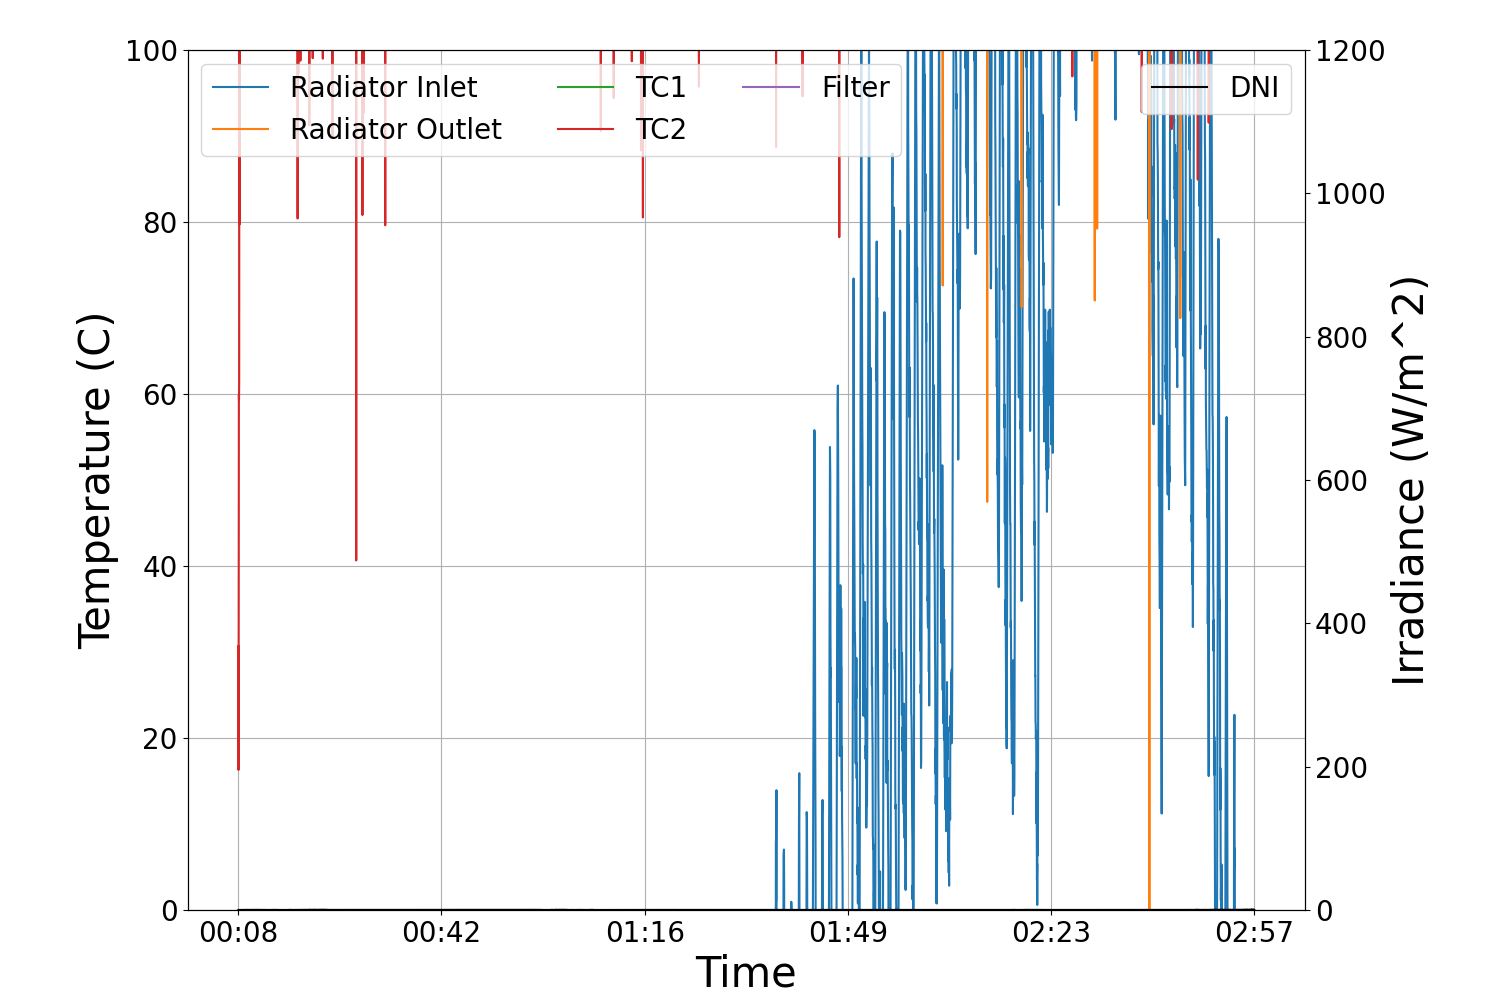 100
80
60
40
20
0
Temperature (C)
Radiator Inlet
Radiator Outlet
TC1
TC2
Filter
DNI
1200
1000
800
600
400
200
0
Irradiance (W/m^2)
00:08 00:42 01:16 01:49 02:23 02:57
Time